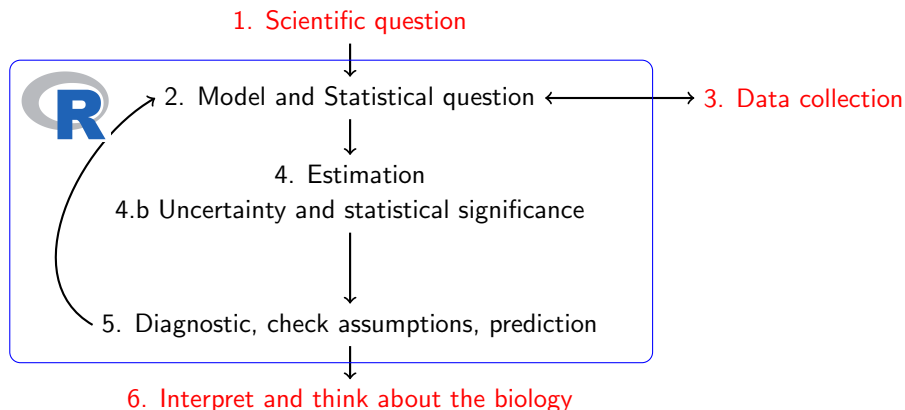 1. Scientific question
R
2. Model and Statistical question
3. Data collection
4. Estimation
4.b Uncertainty and statistical significance
5. Diagnostic, check assumptions, prediction
6. Interpret and think about the biology